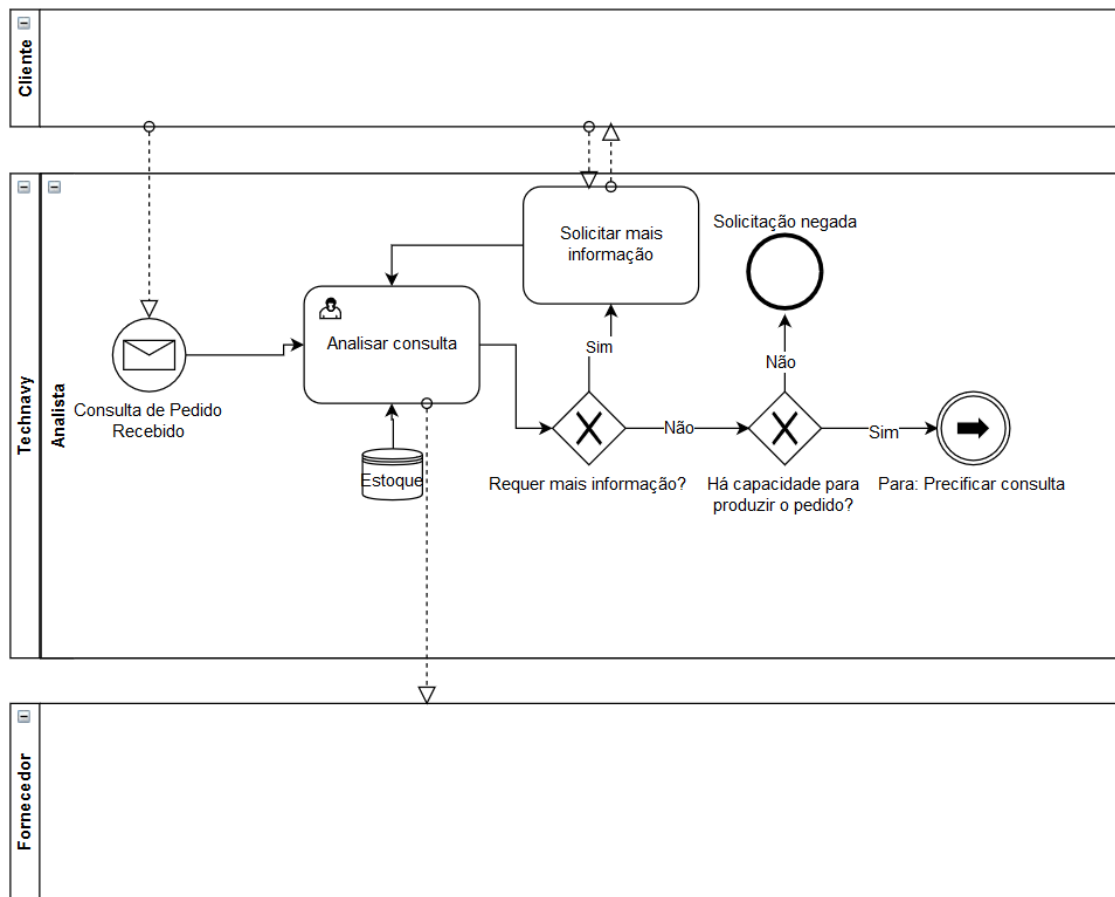 Cliente
Technavy
Analista
Solicitar mais
informação
Solicitação negada
Analisar consulta
Sim
Não
Consulta de Pedido
Recebido
Não
Sim
Estoque
Requer mais informação?
Há capacidade para
produzir o pedido?
Para: Precificar consulta
Fornecedor